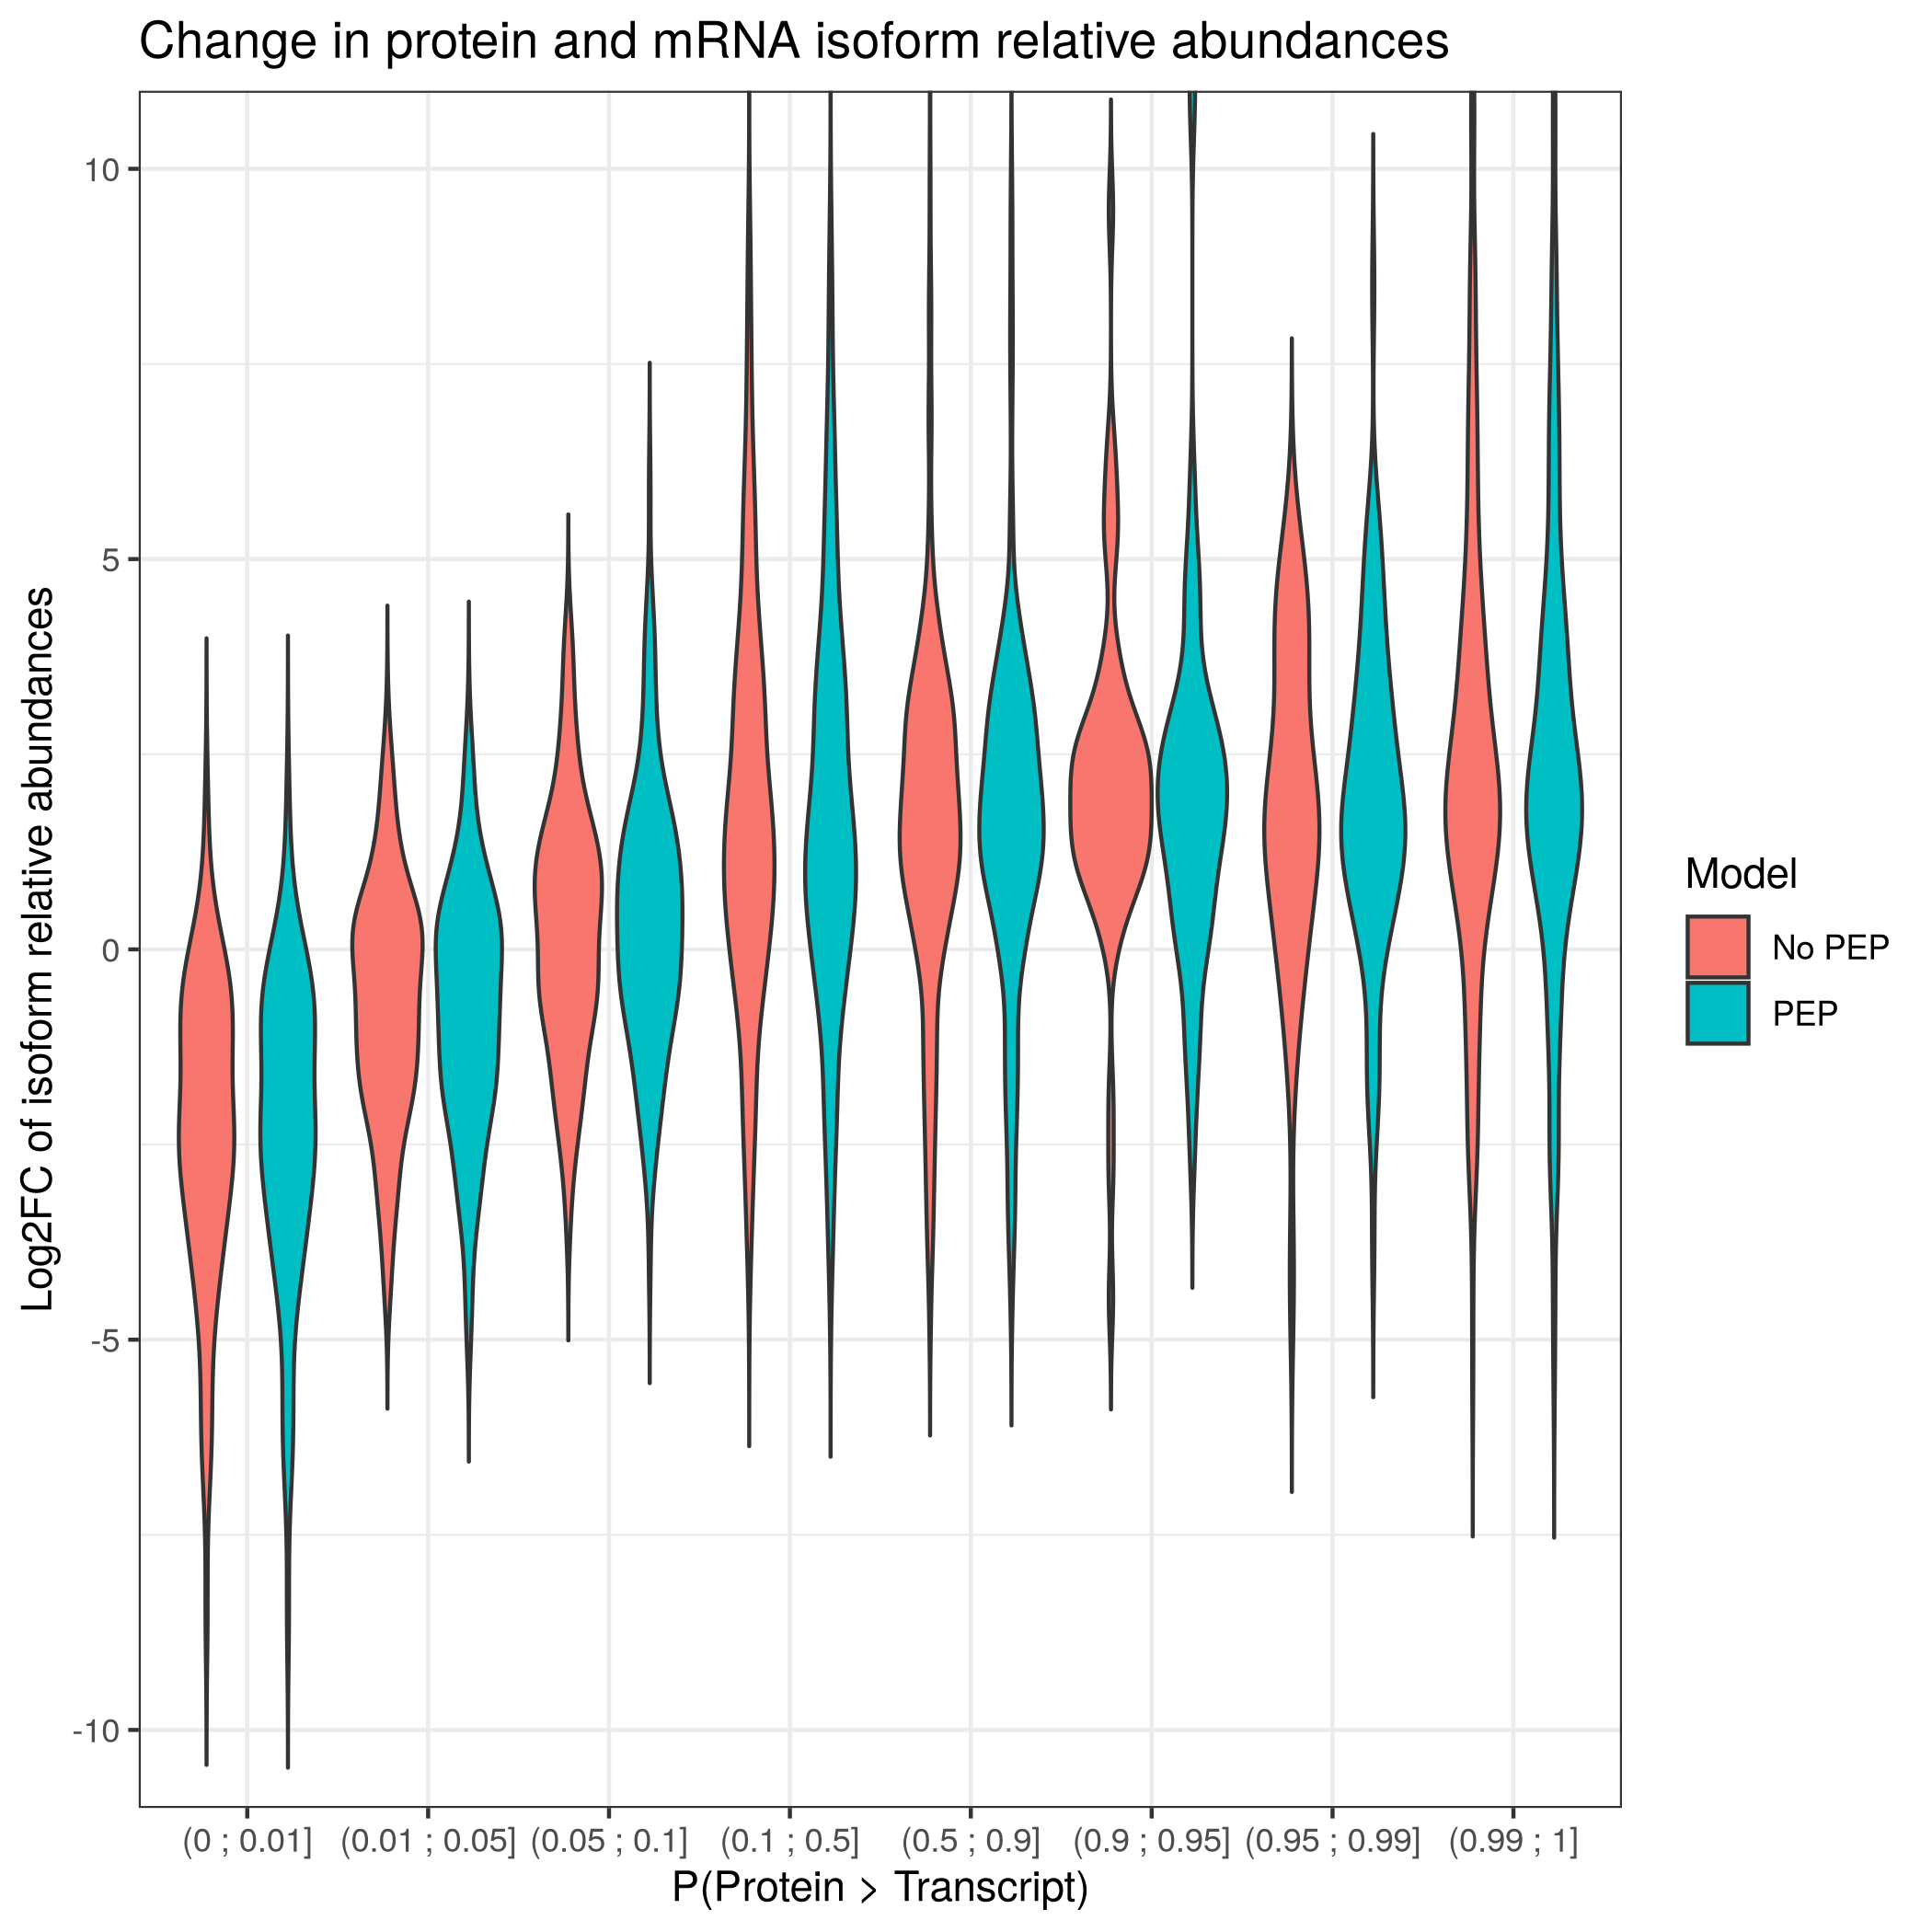 Change in protein and mRNA isoform relative abundances
Log2FC of isoform relative abundances
10
5
0
-5
-10
(0 ; 0.01] (0.01 ; 0.05] (0.05 ; 0.1] (0.1 ; 0.5] (0.5 ; 0.9] (0.9 ; 0.95] (0.95 ; 0.99] (0.99 ; 1]
P(Protein > Transcript)
Model
No PEP
PEP